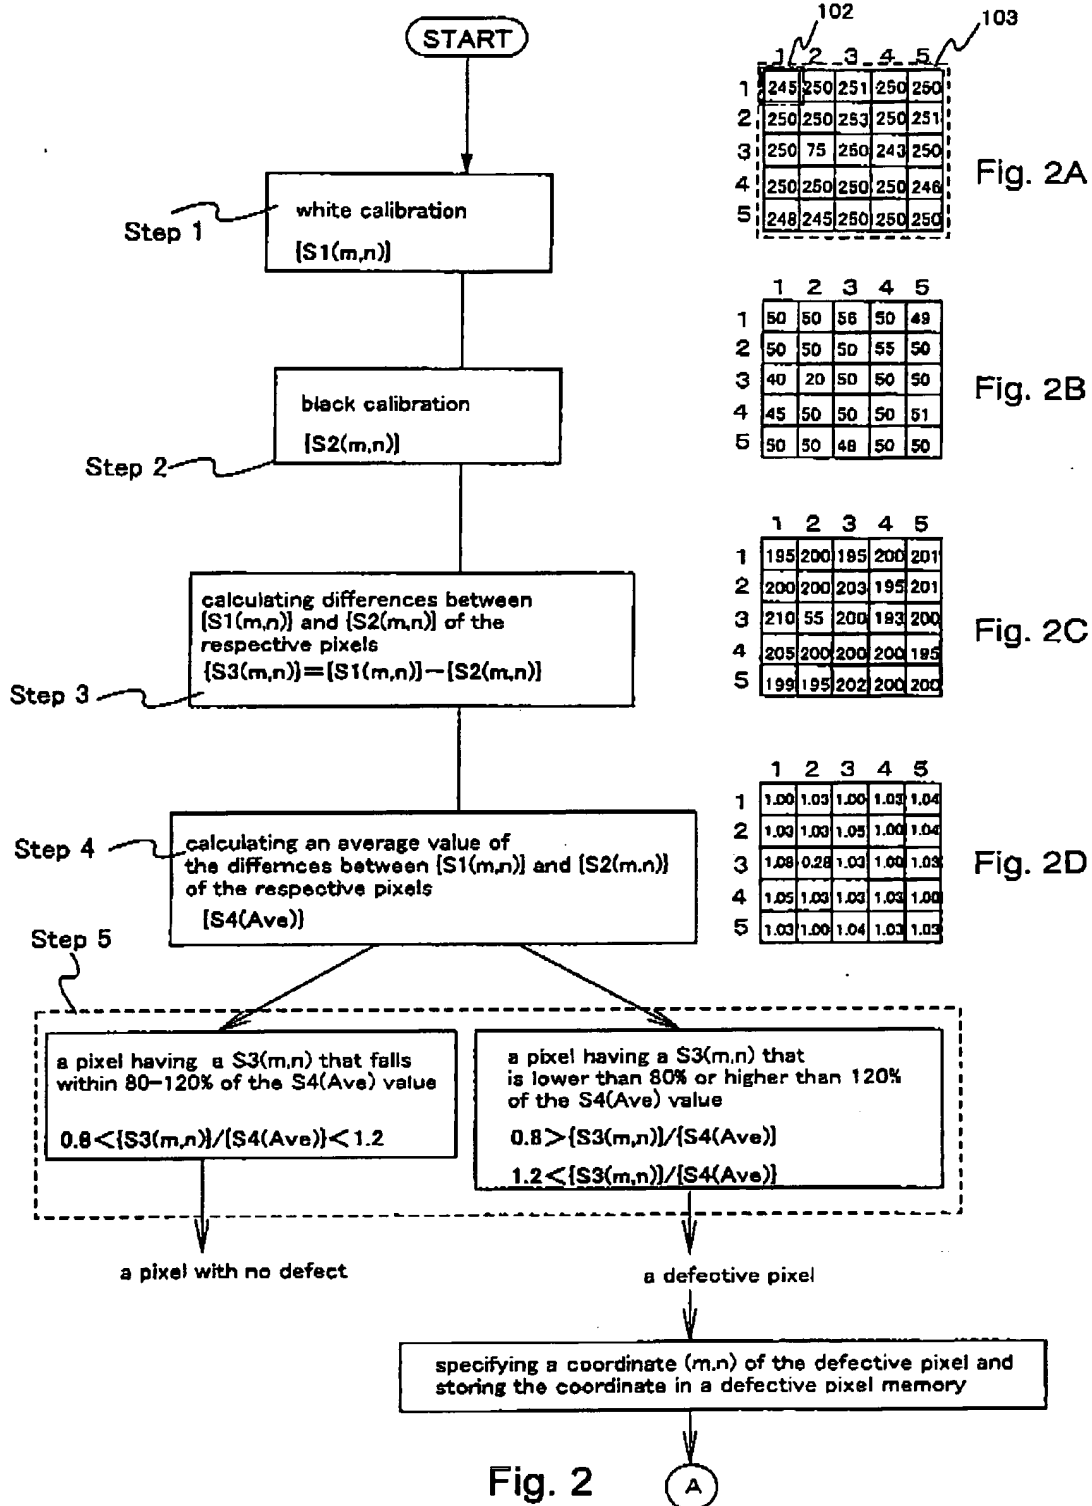 START
102
103
1 2 3 4 5
1 245 250 251 250 250
2 250 250 253 250 251
3 250 75 250 243 250
4 250 250 250 250 246
5 248 245 250 250 250
Fig. 2A
Step 1
white calibration
[S1(m,n)]
1 2 3 4 5
1 50 50 56 50 49
2 50 50 50 55 50
3 40 20 50 50 50
4 45 50 50 50 51
5 50 50 48 50 50
Fig. 2B
Step 2
black calibration
[S2(m,n)]
1 2 3 4 5
1 195 200 195 200 201
2 200 200 203 195 201
3 210 55 200 193 200
4 205 200 200 200 195
5 199 195 202 200 200
Fig. 2C
Step 3
calculating differences between
[S1(m,n)] and {S2(m,n)] of the
respective pixels
{S3(m,n)}=[S1(m,n)]-[S2(m,n)]
1 2 3 4 5
1 1.00 1.03 1.00 1.03 1.04
2 1.03 1.03 1.05 1.00 1.04
3 1.08 0.28 1.03 1.00 1.03
4 1.05 1.03 1.03 1.03 1.00
5 1.03 1.00 1.04 1.03 1.03
Fig. 2D
Step 4
calculating an average value of
the differnces between {S1(m,n)] and [S2(m.n)]
of the respective pixels
[S4(Ave)]
Step 5
a pixel having a S3(m,n) that falls
within 80-120% of the S4(Ave) value
0.8<{S3(m,n)]/[S4(Ave)}<1.2
a pixel having a S3(m,n) that
is lower than 80% or higher than 120%
of the S4(Ave) value
0.8>{S3(m,n)]/[S4(Ave)]
1.2<{S3(m,n)]/[S4(Ave)]
a pixel with no defect
a defective pixel
specifying a coordinate (m.n) of the defective pixel and
storing the coordinate in a defective pixel memory
Fig. 2
A